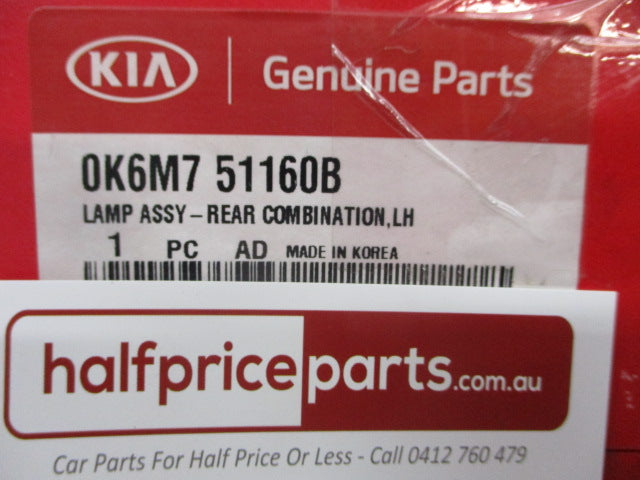 KIA Genuine Parts
0K6M7 51160B
LAMP ASSY-REAR COMBINATION,LH
1 PC AD MADE IN KOREA
halfpriceparts.com.au
Car Parts For Half Price Or Less - Call 0412 760 479